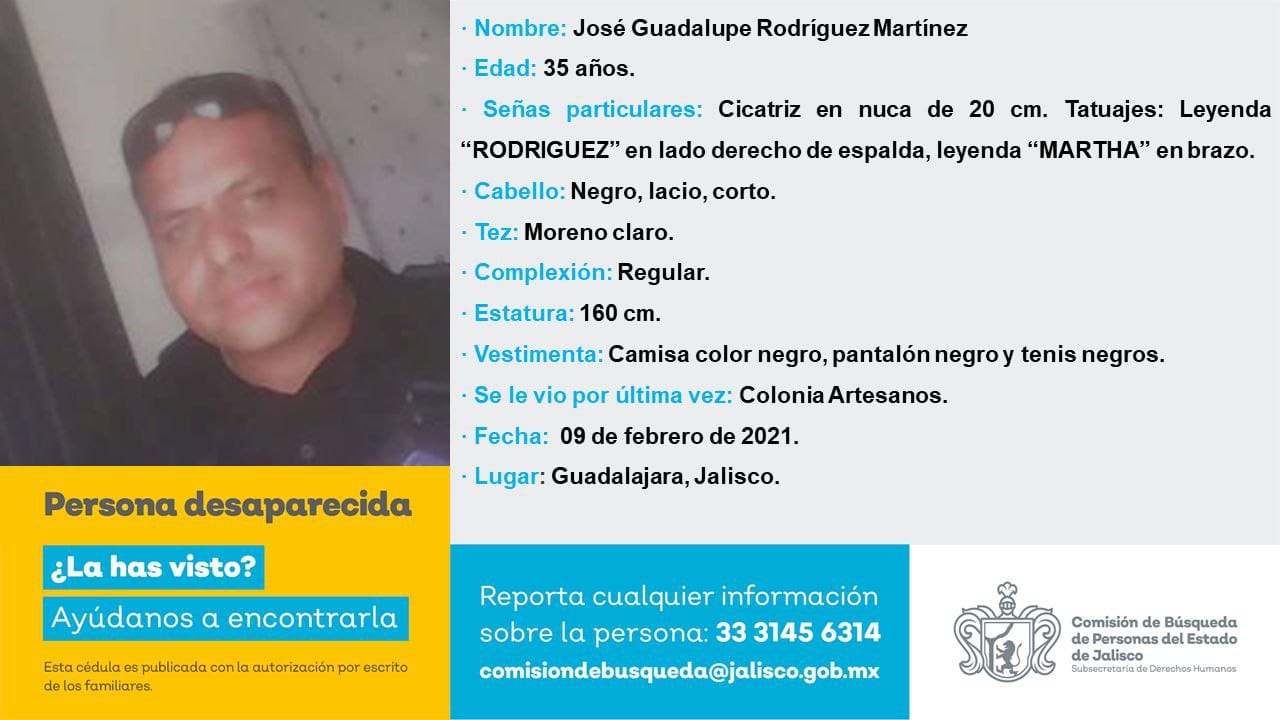 · Nombre: José Guadalupe Rodríguez Martínez
· Edad: 35 años.
· Señas particulares: Cicatriz en nuca de 20 cm. Tatuajes: Leyenda
“RODRIGUEZ” en lado derecho de espalda, leyenda “MARTHA” en brazo.
· Cabello: Negro, lacio, corto.
· Tez: Moreno claro.
· Complexión: Regular.
· Estatura: 160 cm.
· Vestimenta: Camisa color negro, pantalón negro y tenis negros.
· Se le vio por última vez: Colonia Artesanos.
· Fecha: 09 de febrero de 2021.
· Lugar: Guadalajara, Jalisco.
Persona desaparecida
¿La has visto?
Ayúdanos a encontrarla
Esta cédula es publicada con la autorización por escrito
de los familiares.
Reporta cualquier información
sobre la persona: 33 3145 6314
comisiondebusqueda@jalisco.gob.mx
Comisión de Búsqueda
de Personas del Estado
de Jalisco
Subsecretaría de Derechos Humanos